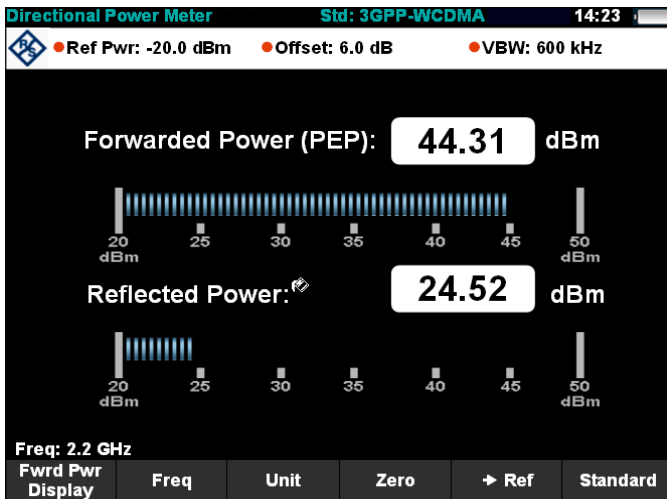 Directional Power Meter Std: 3GPP-WCDMA 14:23
R&S Ref Pwr: -20.0 dBm Offset: 6.0 dB VBW: 600 kHz
Forwarded Power (PEP): 44.31 dBm
20 25 30 35 40 45 50
dBm dBm
Reflected Power: 24.52 dBm
20 25 30 35 40 45 50
dBm dBm
Freq: 2.2 GHz
Fwrd Pwr Display Freq Unit Zero → Ref Standard